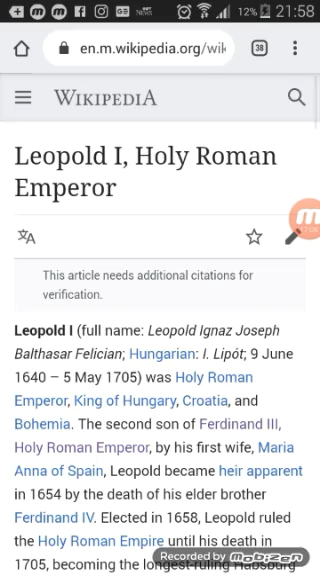 12% 21:58
en.m.wikipedia.org/wik
38
WIKIPEDIA
Leopold I, Holy Roman
Emperor
This article needs additional citations for
verification.
Leopold I (full name: Leopold Ignaz Joseph
Balthasar Felician; Hungarian: I. Lipót; 9 June
1640 – 5 May 1705) was Holy Roman
Emperor, King of Hungary, Croatia, and
Bohemia. The second son of Ferdinand III,
Holy Roman Emperor, by his first wife, Maria
Anna of Spain, Leopold became heir apparent
in 1654 by the death of his elder brother
Ferdinand IV. Elected in 1658, Leopold ruled
the Holy Roman Empire until his death in
1705, becoming the longest-ruling Habsburg
Recorded by Mobizen